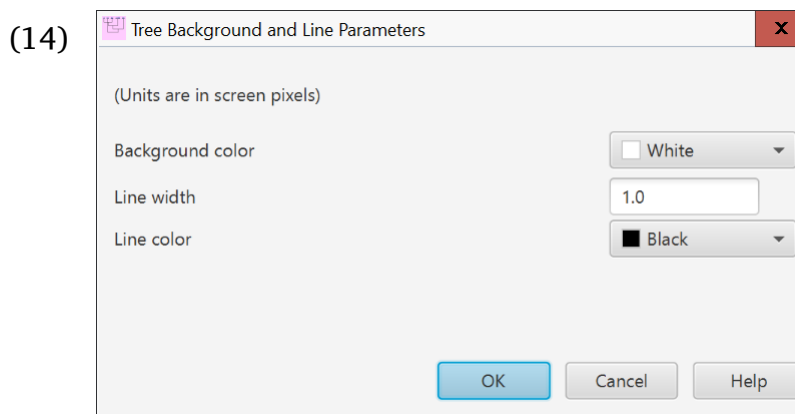 (14)
Tree Background and Line Parameters
x
(Units are in screen pixels)
Background color White
Line width 1.0
Line color Black
OK Cancel Help